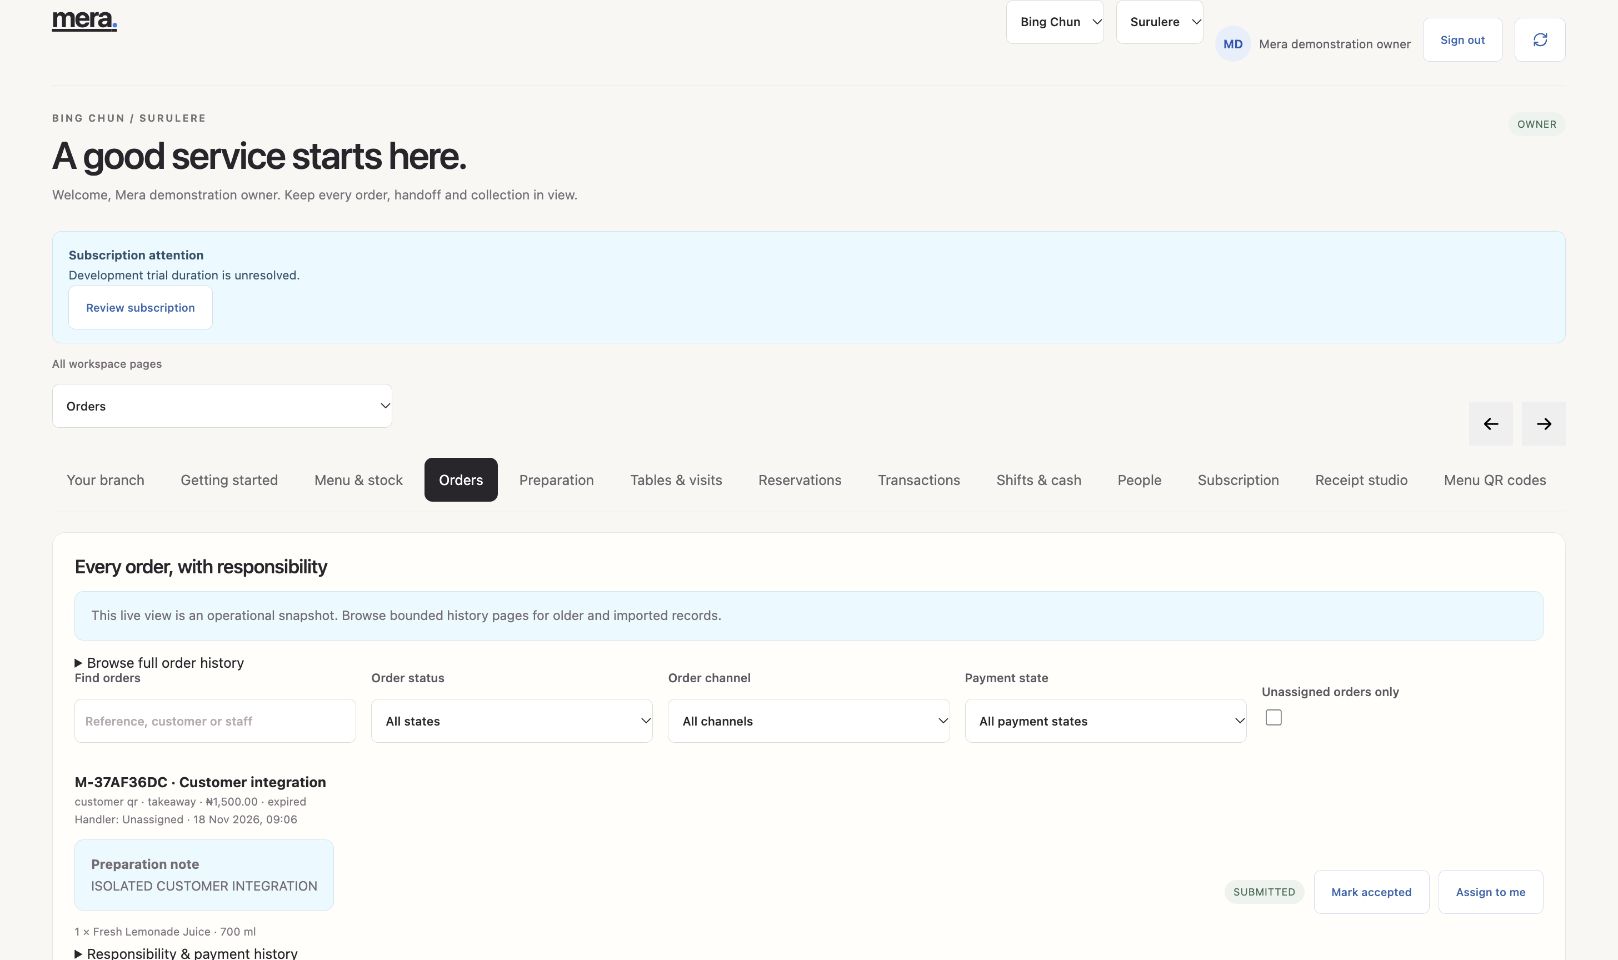 mera.
Bing Chun
Surulere
MD
Mera demonstration owner
Sign out
BING CHUN / SURULERE
OWNER
A good service starts here.
Welcome, Mera demonstration owner. Keep every order, handoff and collection in view.
Subscription attention
Development trial duration is unresolved.
Review subscription
All workspace pages
Orders
Your branch
Getting started
Menu & stock
Orders
Preparation
Tables & visits
Reservations
Transactions
Shifts & cash
People
Subscription
Receipt studio
Menu QR codes
Every order, with responsibility
This live view is an operational snapshot. Browse bounded history pages for older and imported records.
Browse full order history
Find orders
Order status
Order channel
Payment state
Unassigned orders only
Reference, customer or staff
All states
All channels
All payment states
M-37AF36DC · Customer integration
customer qr · takeaway · ₦1,500.00 · expired
Handler: Unassigned · 18 Nov 2026, 09:06
Preparation note
ISOLATED CUSTOMER INTEGRATION
SUBMITTED
Mark accepted
Assign to me
1 × Fresh Lemonade Juice · 700 ml
Responsibility & payment history